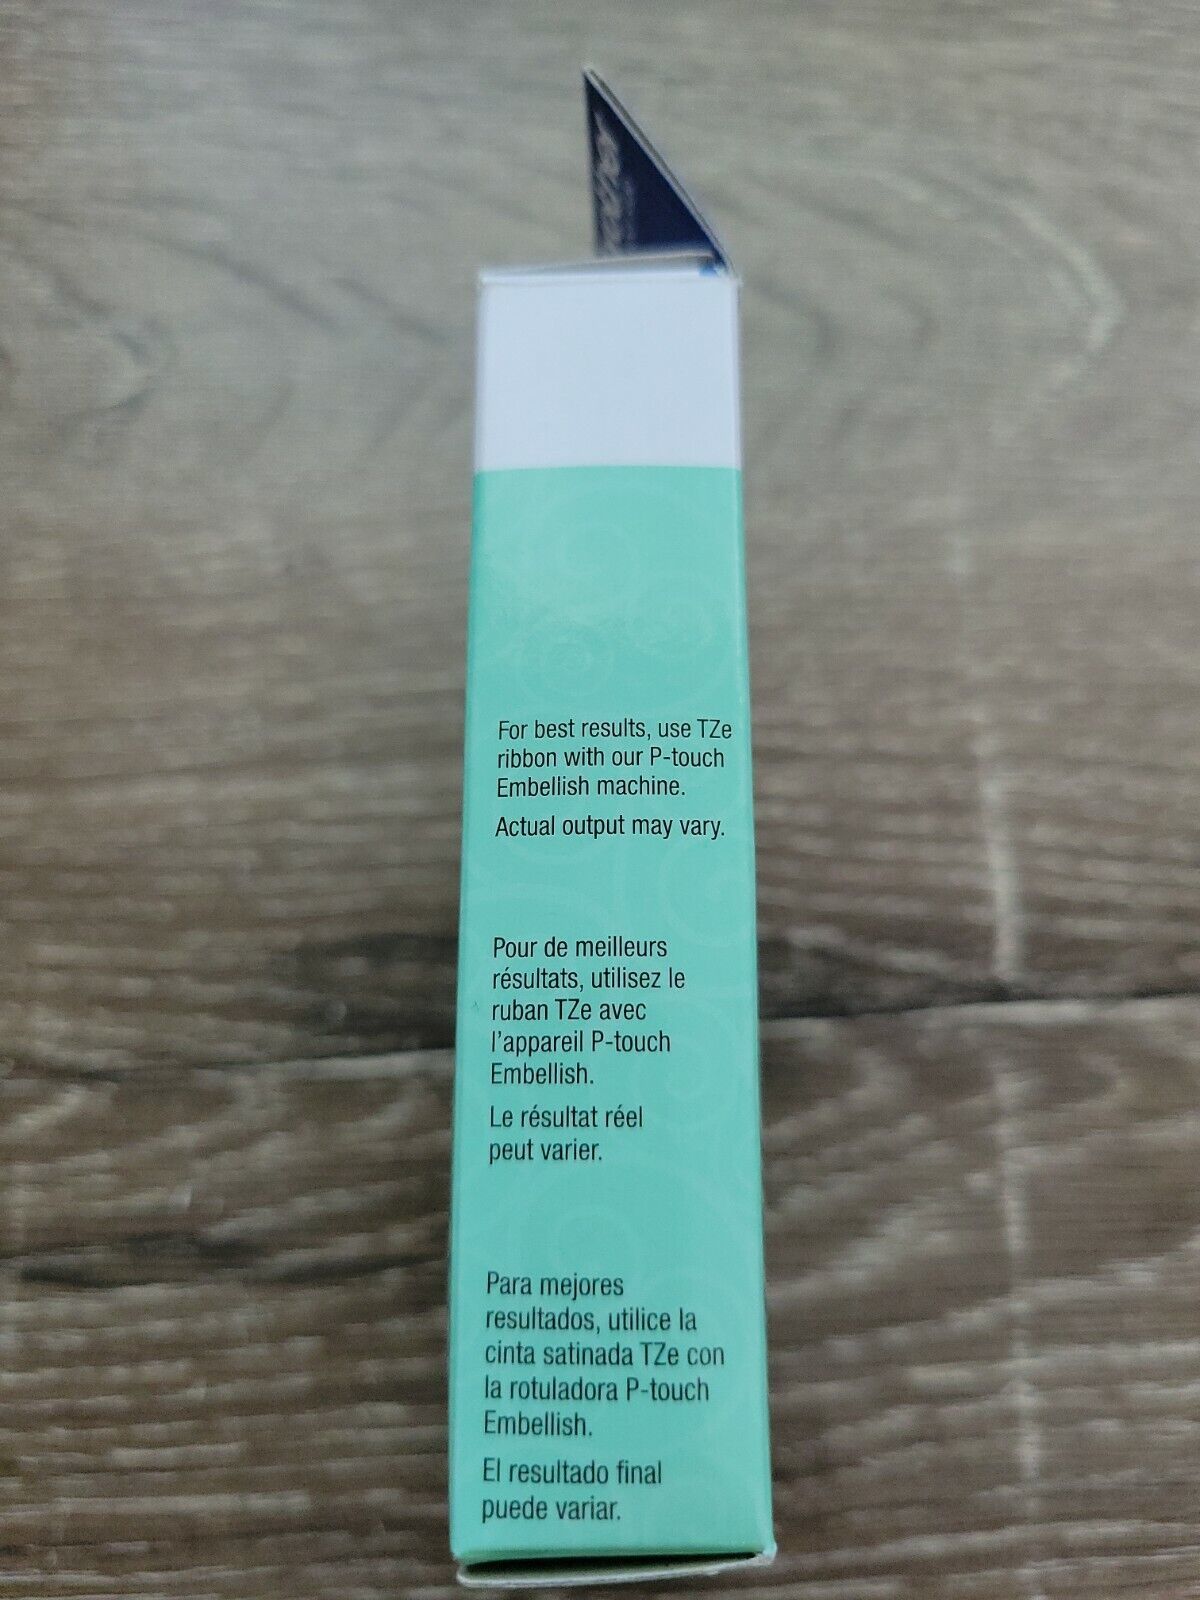 For best results, use TZe
ribbon with our P-touch
Embellish machine.
Actual output may vary.
Pour de meilleurs
résultats, utilisez le
ruban TZe avec
l'appareil P-touch
Embellish.
Le résultat réel
peut varier.
Para mejores
resultados, utilice la
cinta satinada TZe con
la rotuladora P-touch
Embellish.
El resultado final
puede variar.